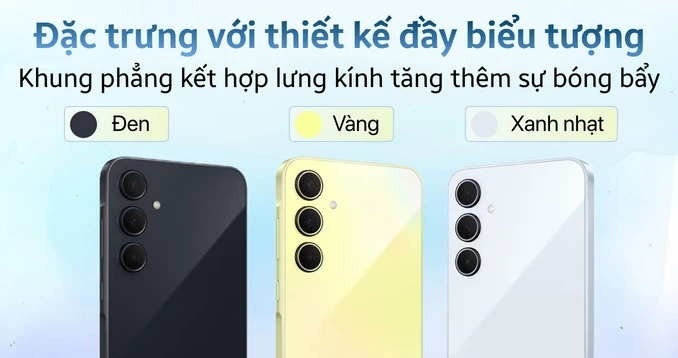 Đặc trưng với thiết kế đầy biểu tượng
Khung phẳng kết hợp lưng kính tăng thêm sự bóng bẩy
Đen
Vàng
Xanh nhạt